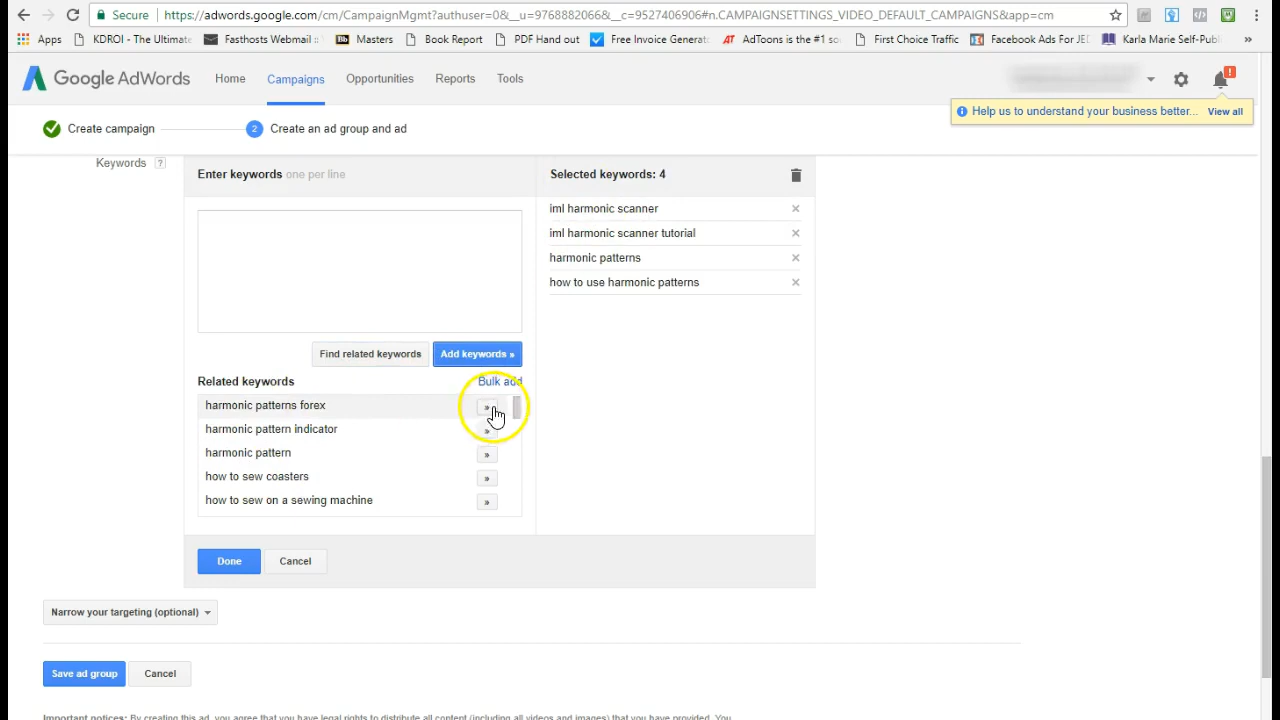 Secure https://adwords.google.com/cm/CampaignMgmt?authuser=0&__u=9768882066&__c=9527406906#n.CAMPAIGNSETTINGS_VIDEO_DEFAULT_CAMPAIGNS&app=cm
Apps KDROI - The Ultimate Fasthosts Webmail :: Masters Book Report PDF Hand out Free Invoice Generat AdToons is the #1 so First Choice Traffic Facebook Ads For JED Karla Marie Self-Publ »
Google AdWords Home Campaigns Opportunities Reports Tools
Help us to understand your business better... View all
Create campaign 2 Create an ad group and ad
Keywords ?
Enter keywords one per line
Selected keywords: 4
iml harmonic scanner
iml harmonic scanner tutorial
harmonic patterns
how to use harmonic patterns
Find related keywords Add keywords »
Related keywords Bulk add
harmonic patterns forex »
harmonic pattern indicator »
harmonic pattern »
how to sew coasters »
how to sew on a sewing machine »
Done Cancel
Narrow your targeting (optional)
Save ad group Cancel
Important notices: By creating this ad, you agree that you have legal rights to distribute all content (including all videos and images) that you have provided. You